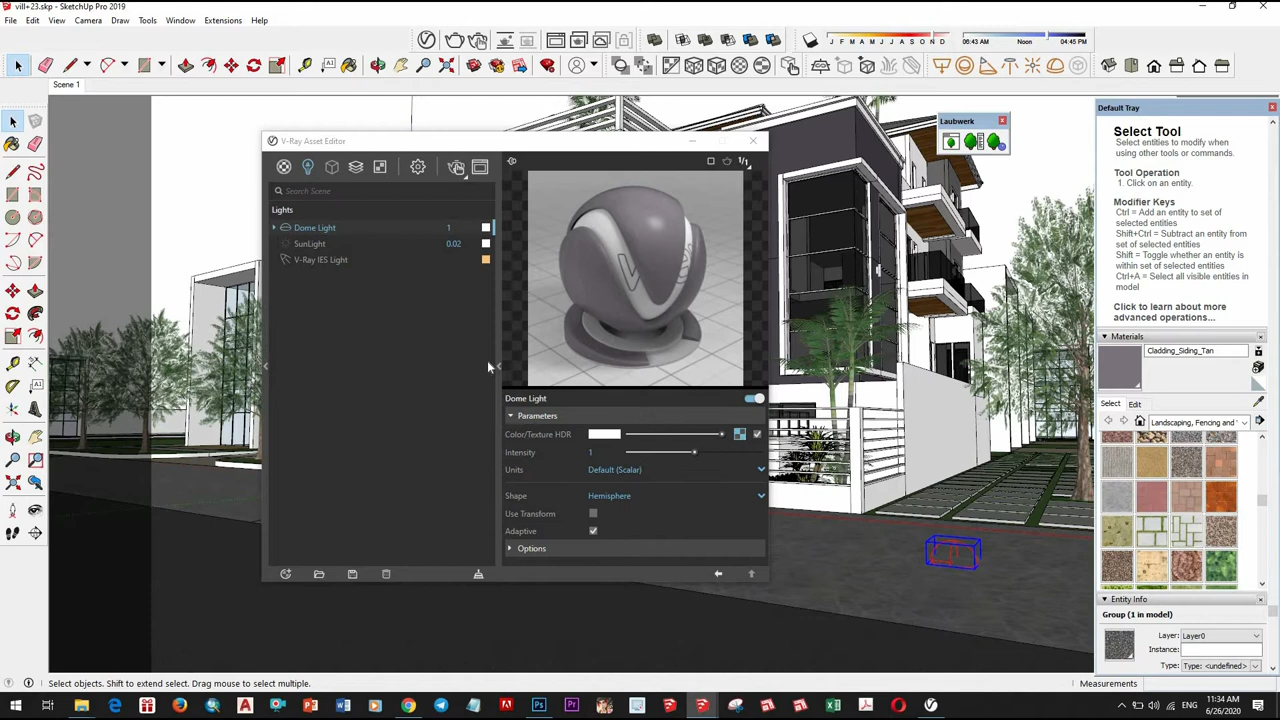 vill+23.skp - SketchUp Pro 2019
File Edit View Camera Draw Tools Window Extensions Help
J F M A M J J A S O N D
06:43 AM Noon 04:45 PM
Scene 1
Default Tray
Select Tool
Select entities to modify when
using other tools or commands.
Tool Operation
1. Click on an entity.
Modifier Keys
Ctrl = Add an entity to set of
selected entities
Shift+Ctrl = Subtract an entity from
set of selected entities
Shift = Toggle whether an entity is
within set of selected entities
Ctrl+A = Select all visible entities in
model
Click to learn about more
advanced operations...
Laubwerk
V-Ray Asset Editor
Search Scene
Lights
Dome Light 1
SunLight 0.02
V-Ray IES Light
1/1
Dome Light
Parameters
Color/Texture HDR
Intensity 1
Units Default (Scalar)
Shape Hemisphere
Use Transform
Adaptive
Options
Materials
Cladding_Siding_Tan
Select Edit
Landscaping, Fencing and
Entity Info
Group (1 in model)
Layer: Layer0
Instance:
Type: Type: <undefined>
Select objects. Shift to extend select. Drag mouse to select multiple.
Measurements
ENG
11:34 AM
6/26/2020